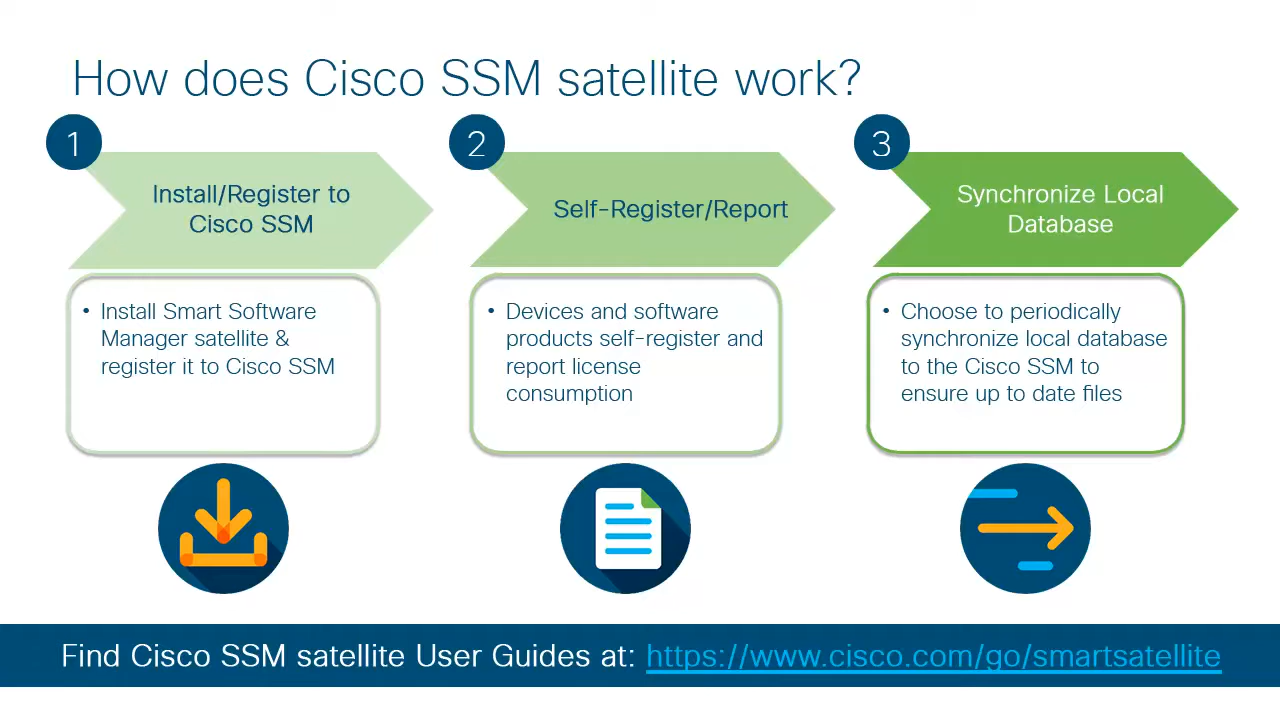 How does Cisco SSM satellite work?
1
Install/Register to
Cisco SSM
• Install Smart Software
Manager satellite &
register it to Cisco SSM
2
Self-Register/Report
• Devices and software
products self-register and
report license
consumption
3
Synchronize Local
Database
• Choose to periodically
synchronize local database
to the Cisco SSM to
ensure up to date files
Find Cisco SSM satellite User Guides at: https://www.cisco.com/go/smartsatellite